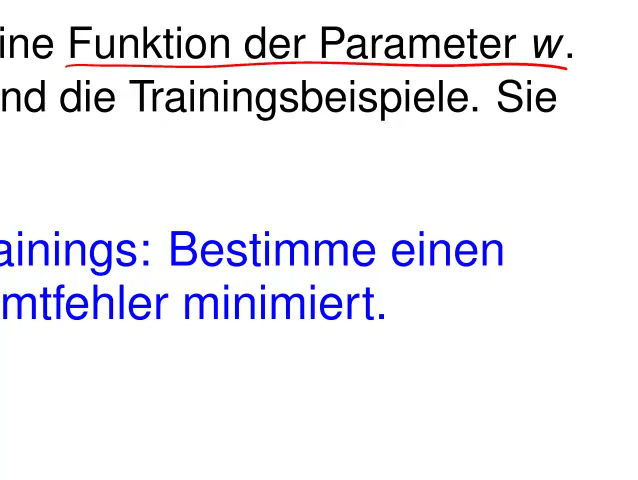 ine Funktion der Parameter w.
nd die Trainingsbeispiele. Sie
ainings: Bestimme einen
mtfehler minimiert.